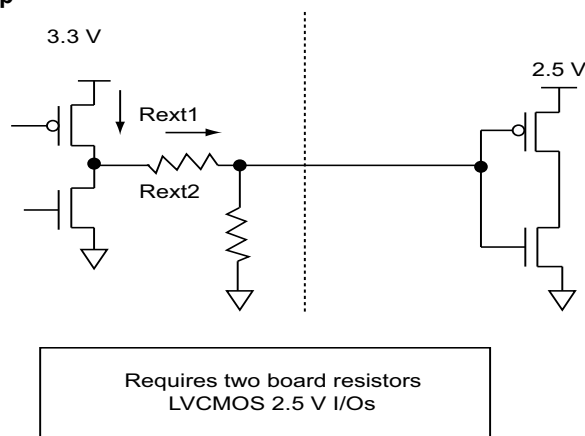 p
3.3 V
2.5 V
Rext1
Rext2
Requires two board resistors
LVCMOS 2.5 V I/Os